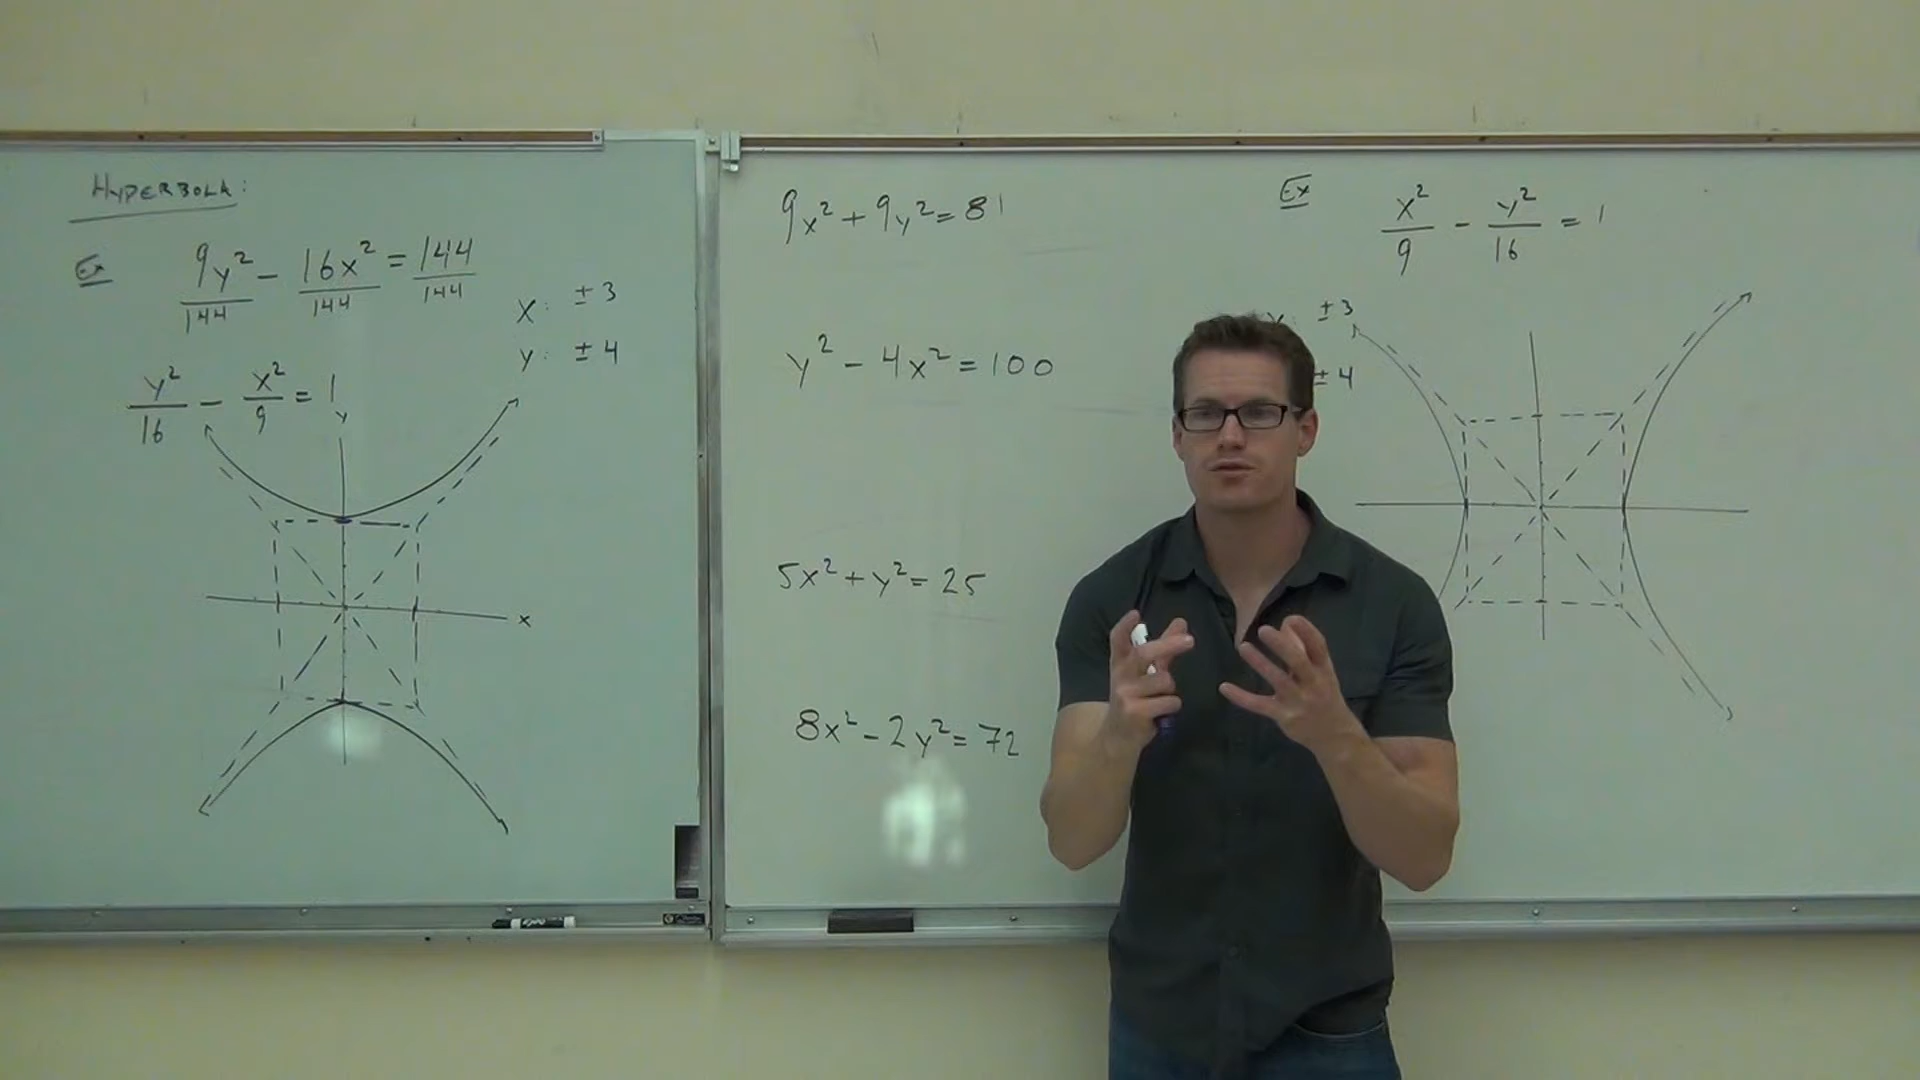 HYPERBOLA:
Ex 9y²/144 - 16x²/144 = 144/144
x: ±3
y: ±4
y²/16 - x²/9 = 1
y
x
9x² + 9y² = 81
y² - 4x² = 100
5x² + y² = 25
8x² - 2y² = 72
Ex x²/9 - y²/16 = 1
±3
±4